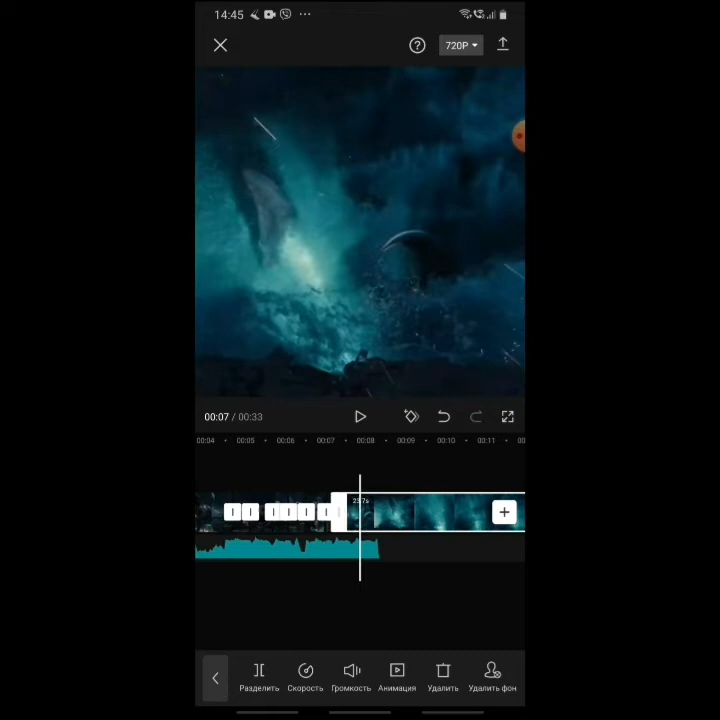 14:45
720P
00:07 / 00:33
00:04 00:05 00:06 00:07 00:08 00:09 00:10 00:11 00
Разделить Скорость Громкость Анимация Удалить Удалить фон